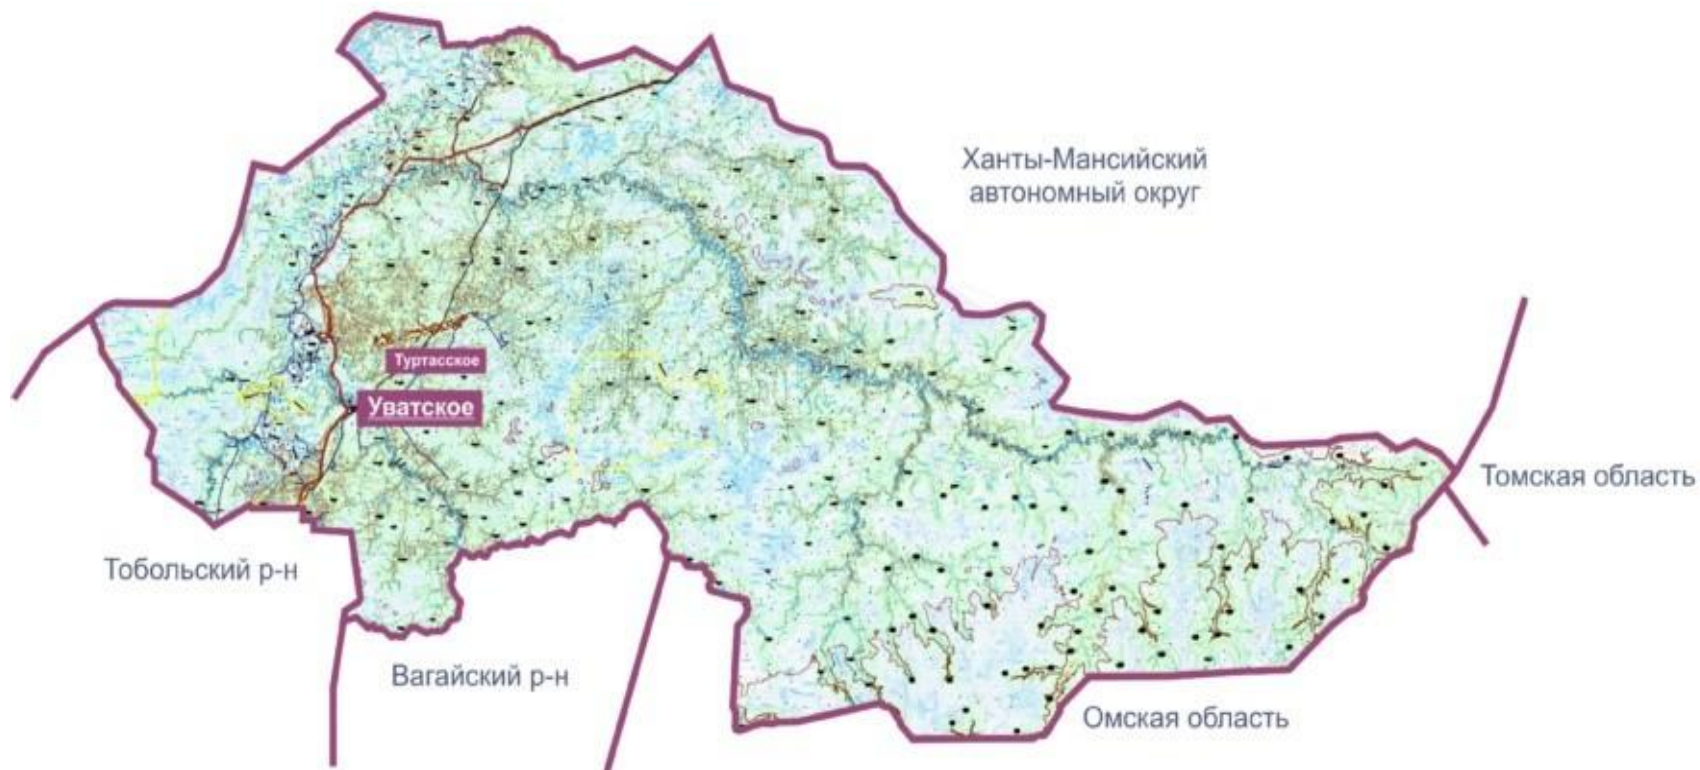 Ханты-Мансийский
автономный округ
Туртасское
Уватское
Томская область
Тобольский р-н
Вагайский р-н
Омская область